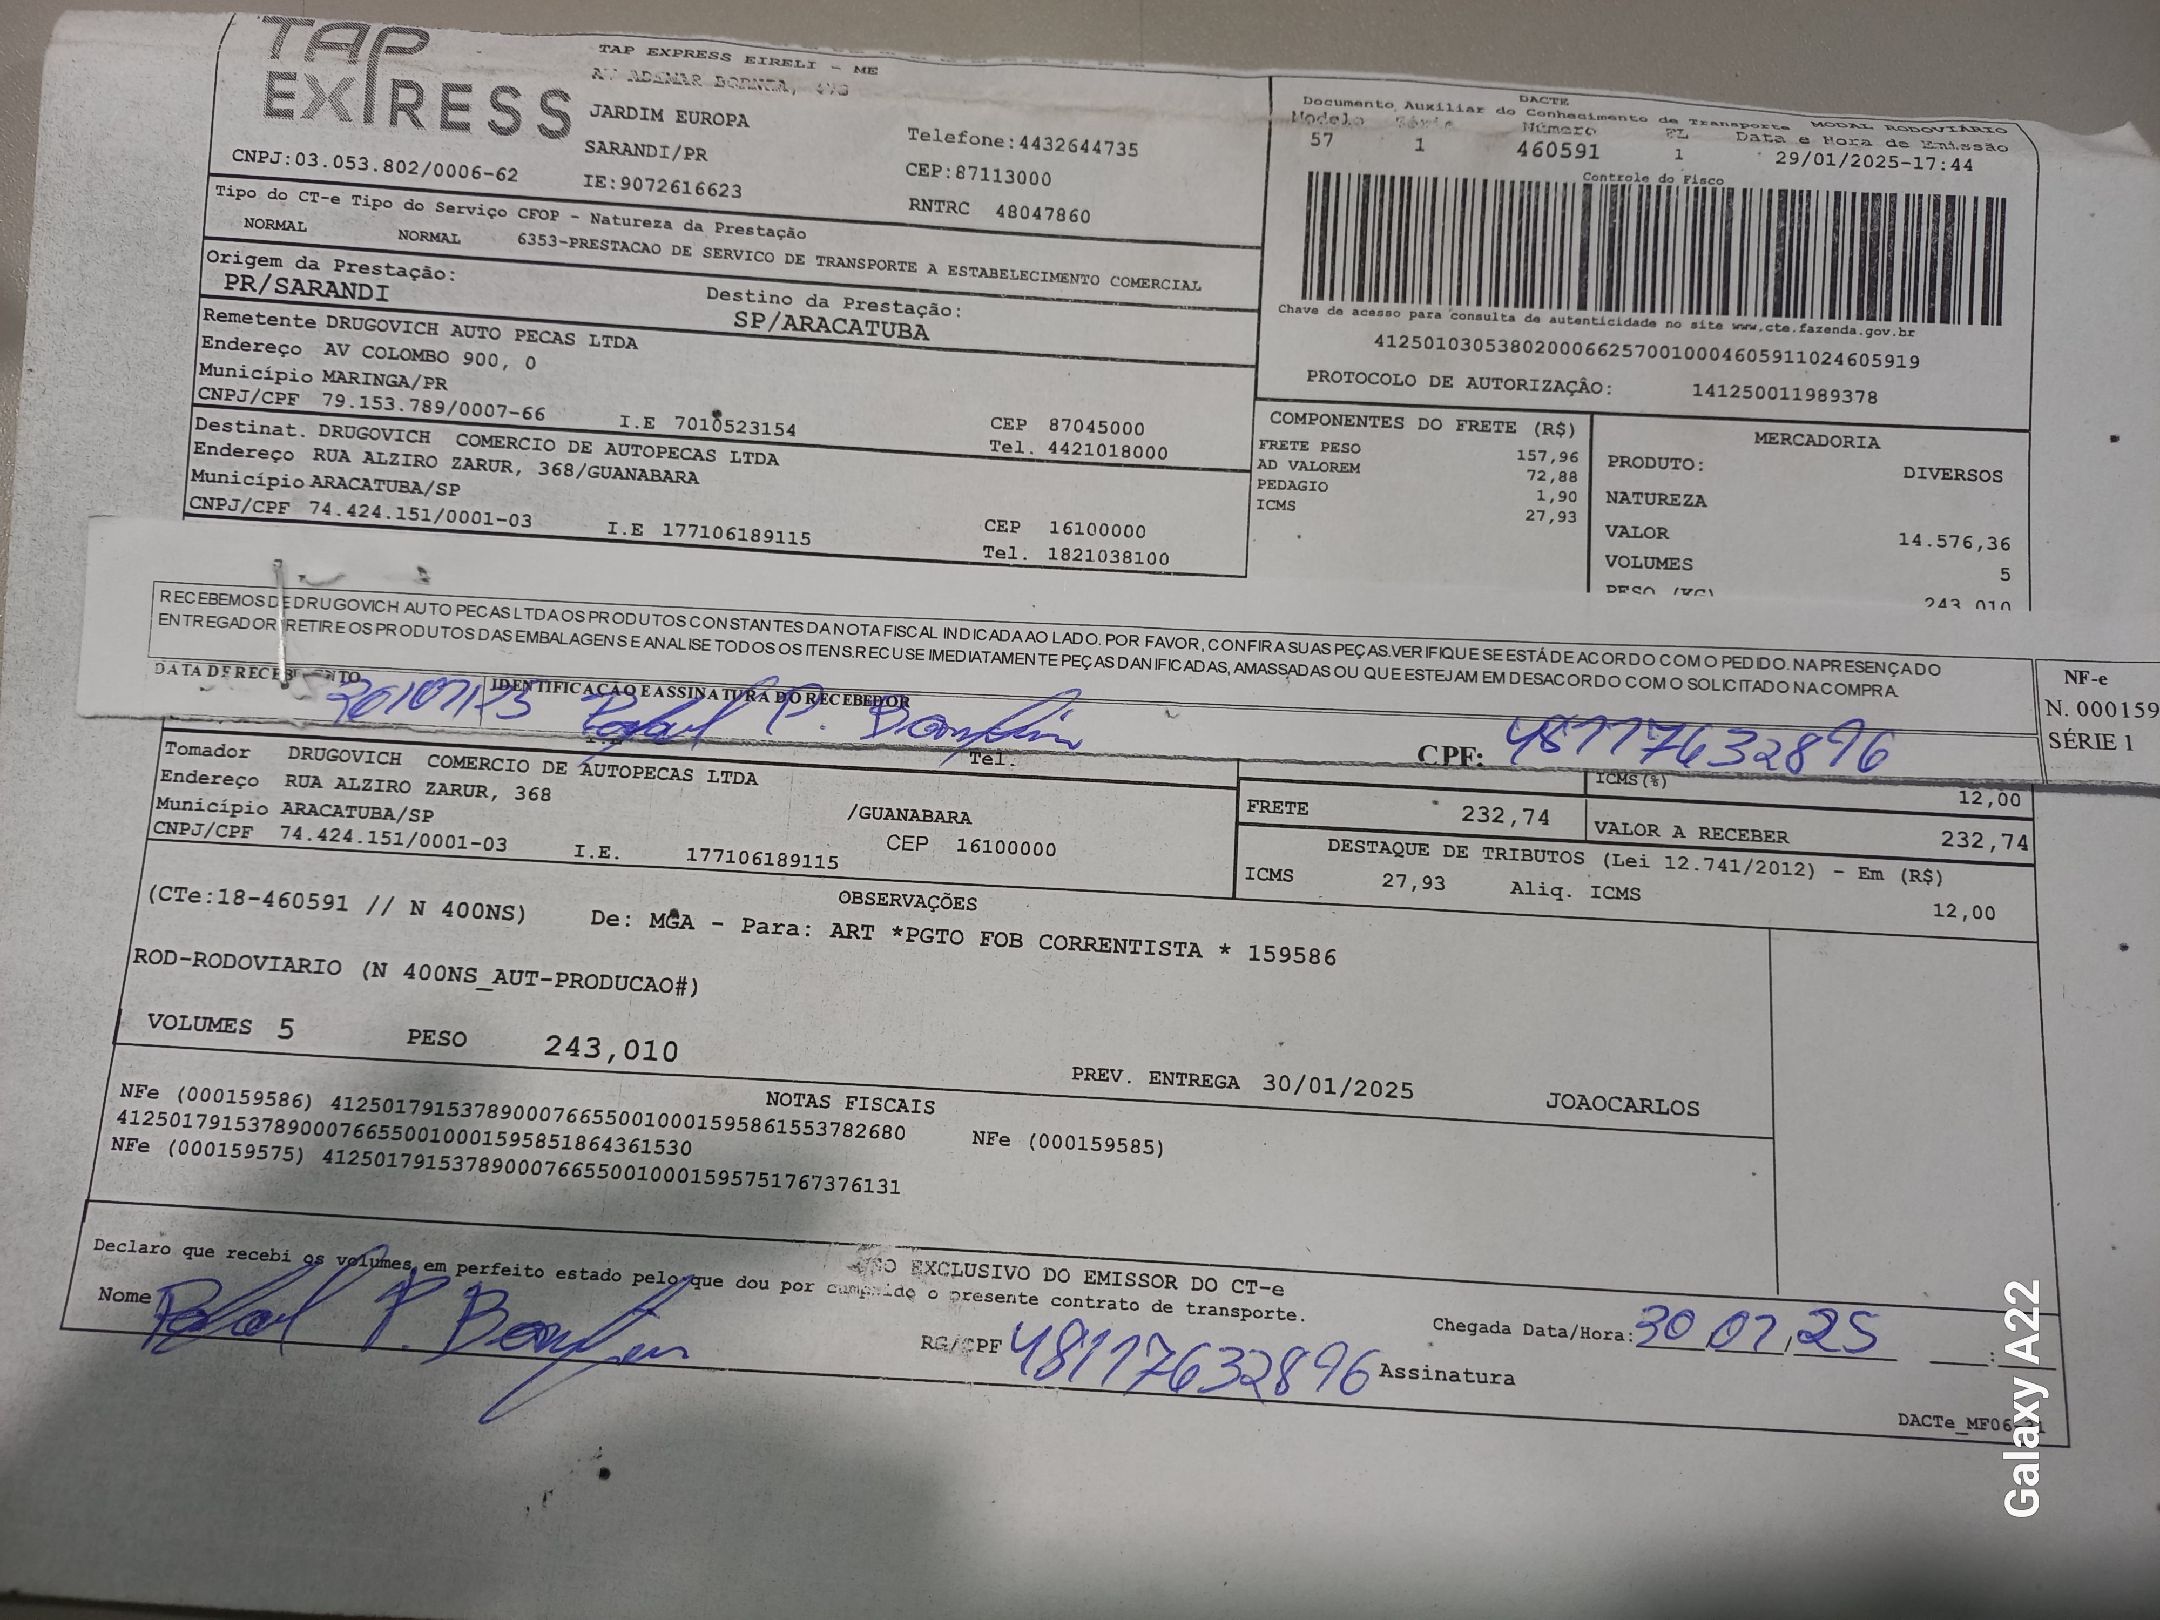 TAP
EXPRESS
TAP EXPRESS EIRELI - ME
AV ADEMAR BORNIA,
JARDIM EUROPA
SARANDI/PR
IE:9072616623
Telefone:4432644735
CEP:87113000
RNTRC 48047860
CNPJ:03.053.802/0006-62
DACTE
Documento Auxiliar do Conhecimento de Transporte MODAL RODOVIÁRIO
Modelo Série Número FL Data e Hora de Emissão
57 1 460591 1 29/01/2025-17:44
Controle do Fisco
Chave de acesso para consulta de autenticidade no site www.cte.fazenda.gov.br
41250103053802000662570010004605911024605919
PROTOCOLO DE AUTORIZAÇÂO: 141250011989378
Tipo do CT-e Tipo do Serviço CFOP - Natureza da Prestação
NORMAL NORMAL 6353-PRESTACAO DE SERVICO DE TRANSPORTE A ESTABELECIMENTO COMERCIAL
Origem da Prestação: Destino da Prestação:
PR/SARANDI SP/ARACATUBA
Remetente DRUGOVICH AUTO PECAS LTDA
Endereço AV COLOMBO 900, 0
Município MARINGA/PR CEP 87045000
CNPJ/CPF 79.153.789/0007-66 I.E 7010523154 Tel. 4421018000
Destinat. DRUGOVICH COMERCIO DE AUTOPECAS LTDA
Endereço RUA ALZIRO ZARUR, 368/GUANABARA
Município ARACATUBA/SP CEP 16100000
CNPJ/CPF 74.424.151/0001-03 I.E 177106189115 Tel. 1821038100
COMPONENTES DO FRETE (R$)
FRETE PESO 157,96
AD VALOREM 72,88
PEDAGIO 1,90
ICMS 27,93
MERCADORIA
PRODUTO: DIVERSOS
NATUREZA
VALOR 14.576,36
VOLUMES 5
PESO (KG) 243,010
RECEBEMOS DE DRUGOVICH AUTO PECAS LTDA OS PRODUTOS CONSTANTES DA NOTA FISCAL INDICADA AO LADO. POR FAVOR, CONFIRA SUAS PEÇAS.VERIFIQUE SE ESTÁ DE ACORDO COM O PEDIDO. NA PRESENÇA DO
ENTREGADOR RETIRE OS PRODUTOS DAS EMBALAGENS E ANALISE TODOS OS ITENS.RECUSE IMEDIATAMENTE PEÇAS DANIFICADAS, AMASSADAS OU QUE ESTEJAM EM DESACORDO COM O SOLICITADO NA COMPRA.
DATA DE RECEBIMENTO IDENTIFICAÇÃO E ASSINATURA DO RECEBEDOR
CPF: 48117632896
NF-e
N. 000159
SÉRIE 1
I.E Tel.
Tomador DRUGOVICH COMERCIO DE AUTOPECAS LTDA
Endereço RUA ALZIRO ZARUR, 368 /GUANABARA
Município ARACATUBA/SP CEP 16100000
CNPJ/CPF 74.424.151/0001-03 I.E. 177106189115
ICMS(%) 12,00
FRETE 232,74 VALOR A RECEBER 232,74
DESTAQUE DE TRIBUTOS (Lei 12.741/2012) - Em (R$)
ICMS 27,93 Aliq. ICMS 12,00
OBSERVAÇÕES
(CTe:18-460591 // N 400NS) De: MGA - Para: ART *PGTO FOB CORRENTISTA * 159586
ROD-RODOVIARIO (N 400NS_AUT-PRODUCAO#)
VOLUMES 5 PESO 243,010 PREV. ENTREGA 30/01/2025 JOAOCARLOS
NOTAS FISCAIS
NFe (000159586) 41250179153789000766550010001595861553782680 NFe (000159585)
41250179153789000766550010001595851864361530
NFe (000159575) 41250179153789000766550010001595751767376131
USO EXCLUSIVO DO EMISSOR DO CT-e
Declaro que recebi os volumes em perfeito estado pelo que dou por cumprido o presente contrato de transporte.
Nome RG/CPF 48117632896 Assinatura
Chegada Data/Hora: 30 01 25
DACTe_MF06
Galaxy A22